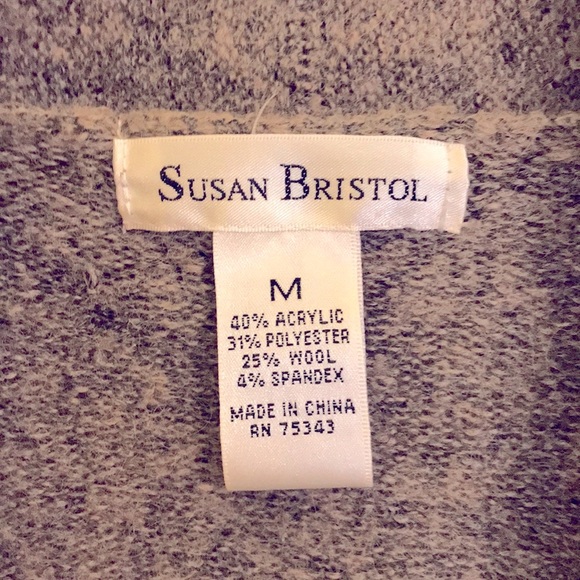 SUSAN BRISTOL
M
40% ACRYLIC
31% POLYESTER
25% WOOL
4% SPANDEX
MADE IN CHINA
RN 75343